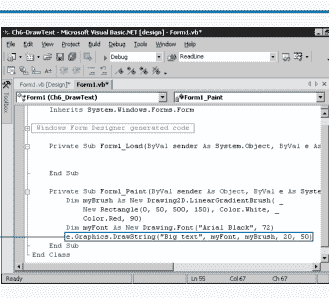 Ch6-DrawText - Microsoft Visual Basic.NET [design] - Form1.vb*
File Edit View Project Build Debug Tools Window Help
Debug ReadLine
Form1.vb [Design]* Form1.vb*
Toolbox
Form1 (Ch6_DrawText) Form1_Paint
Inherits System.Windows.Forms.Form
Windows Form Designer generated code
Private Sub Form1_Load(ByVal sender As System.Object, ByVal e As
End Sub
Private Sub Form1_Paint(ByVal sender As Object, ByVal e As Syste
Dim myBrush As New Drawing2D.LinearGradientBrush( _
New Rectangle(0, 50, 500, 150), Color.White, _
Color.Red, 90)
Dim myFont As New Drawing.Font("Arial Black", 72)
e.Graphics.DrawString("Big text", myFont, myBrush, 20, 50)
End Sub
End Class
Ready Ln 55 Col 67 Ch 67